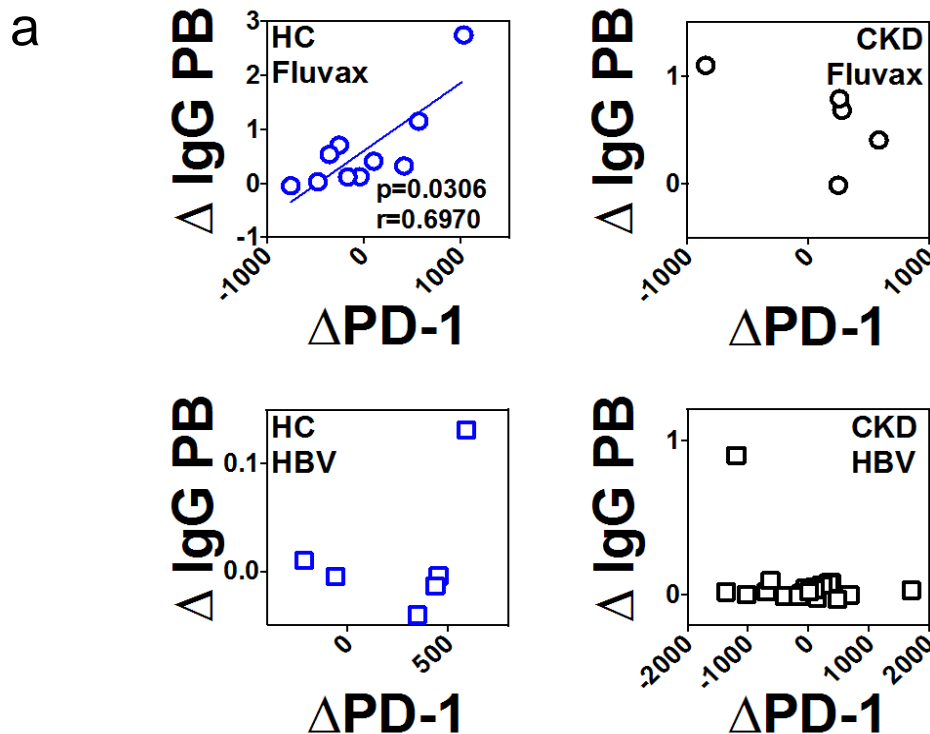 a
Δ IgG PB
3
2
1
0
-1
HC
Fluvax
p=0.0306
r=0.6970
-1000
0
1000
ΔPD-1
Δ IgG PB
1
0
CKD
Fluvax
-1000
0
1000
ΔPD-1
Δ IgG PB
0.1
0.0
HC
HBV
0
500
ΔPD-1
Δ IgG PB
1
0
CKD
HBV
-2000
-1000
0
1000
2000
ΔPD-1